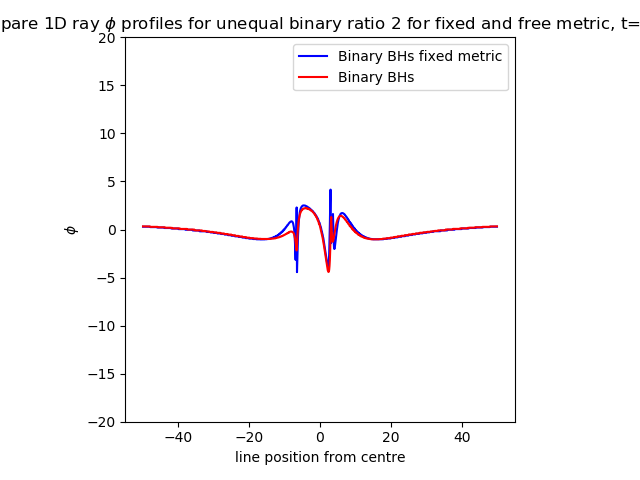 pare 1D ray ϕ profiles for unequal binary ratio 2 for fixed and free metric, t=
Binary BHs fixed metric
Binary BHs
20
15
10
5
0
−5
−10
−15
−20
ϕ
−40 −20 0 20 40
line position from centre